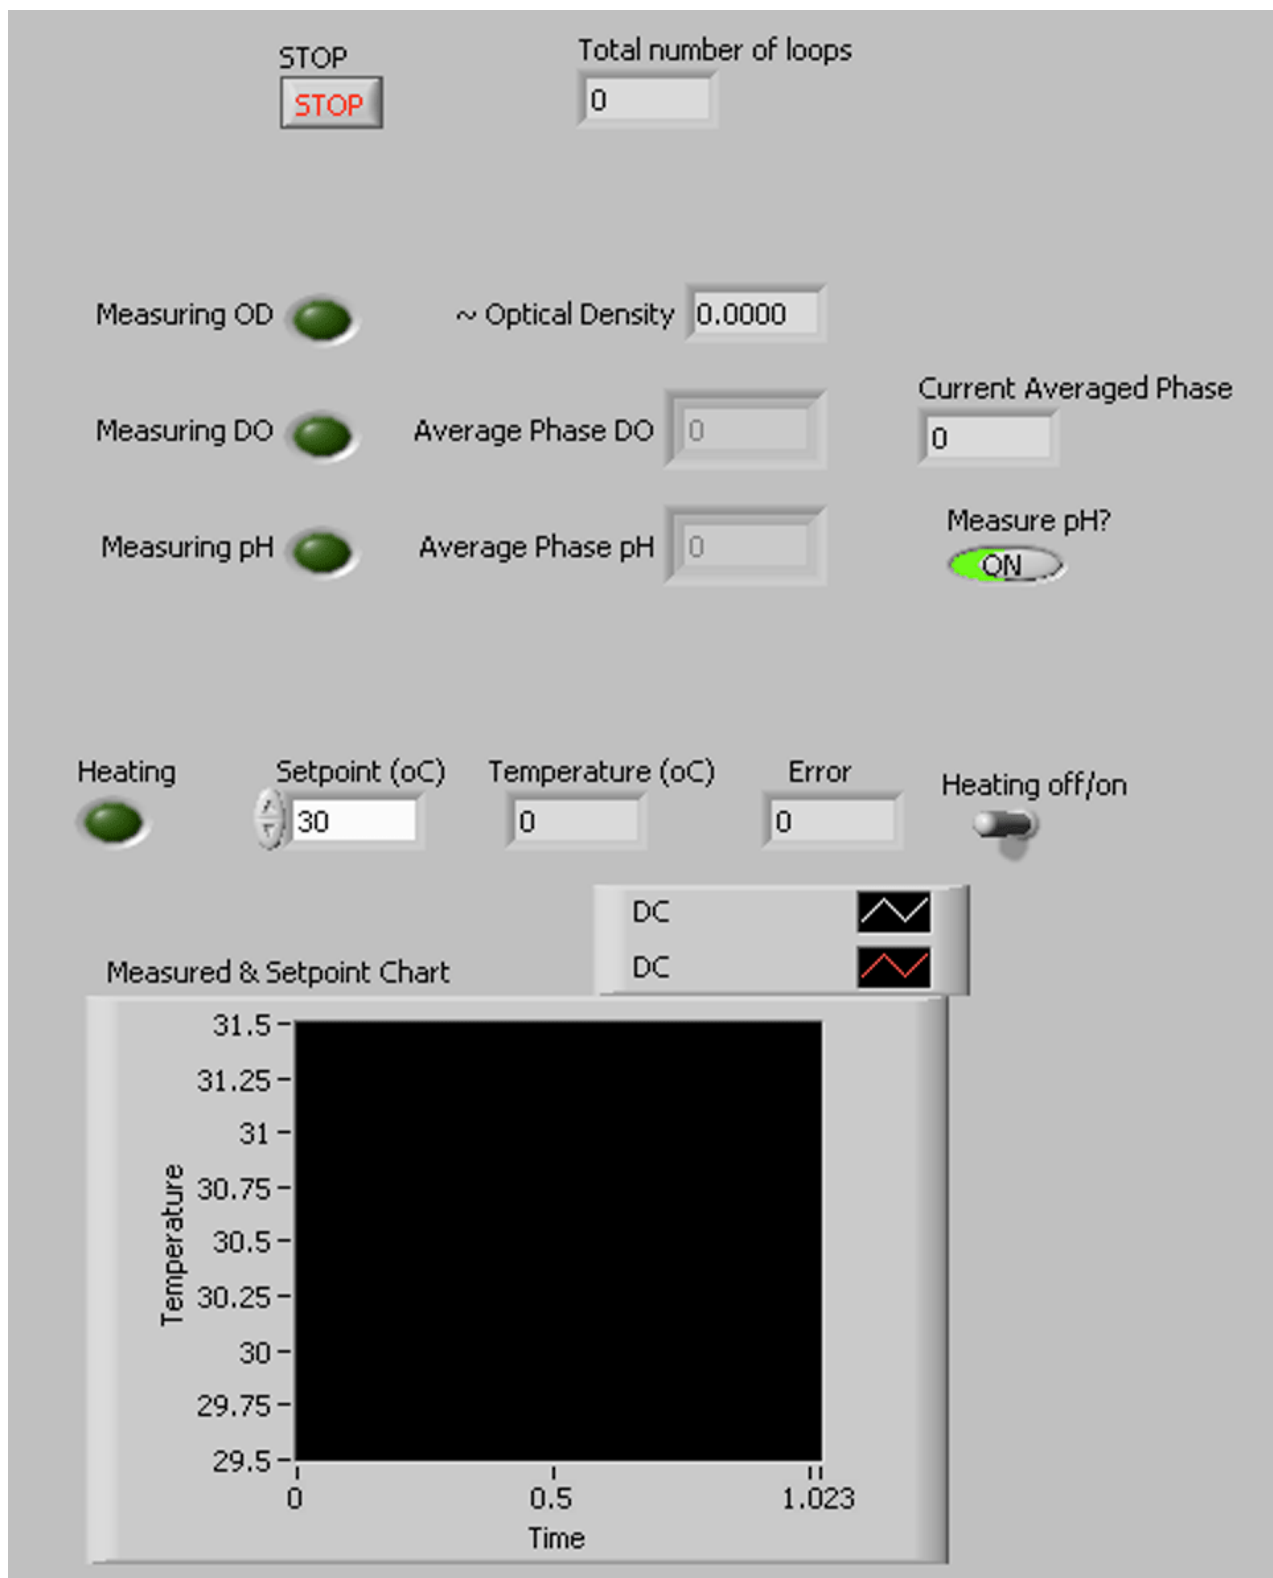 STOP
Total number of loops
STOP
0
Measuring OD
~ Optical Density
0.0000
Current Averaged Phase
Measuring DO
Average Phase DO
0
0
Measure pH?
Measuring pH
Average Phase pH
0
ON
Heating
Setpoint (oC)
Temperature (oC)
Error
Heating off/on
30
0
0
DC
DC
Measured & Setpoint Chart
31.5
31.25
31
30.75
30.5
30.25
30
29.75
29.5
Temperature
0
0.5
1.023
Time